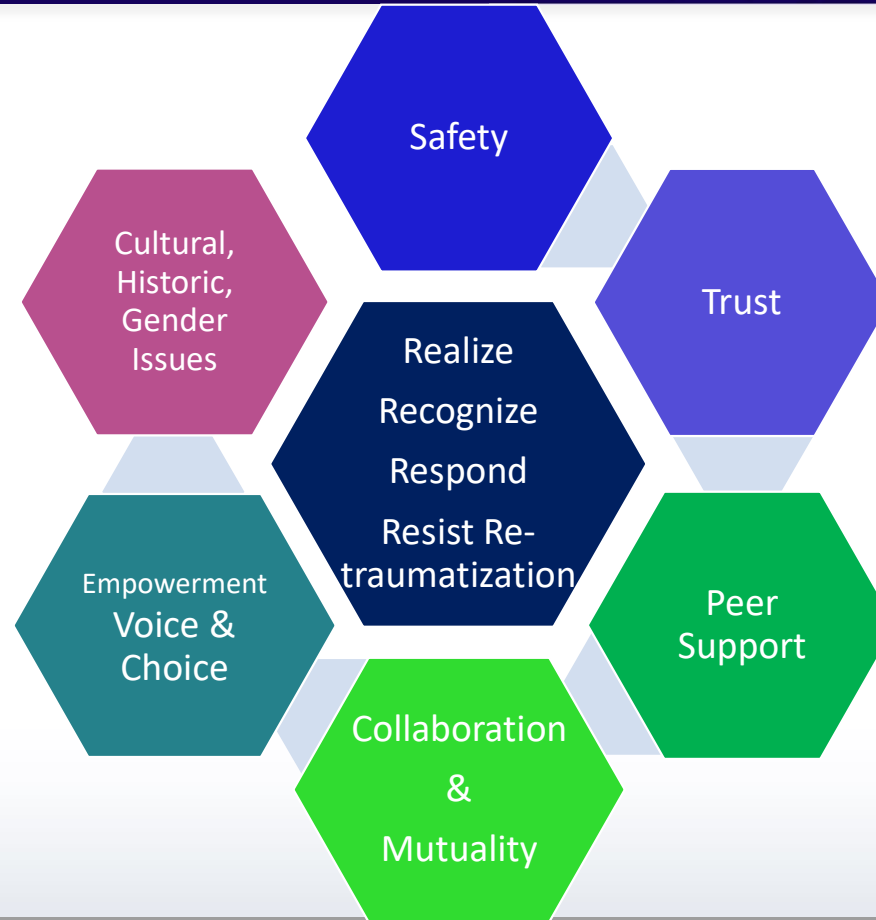 Safety
Trust
Peer
Support
Collaboration
&
Mutuality
Empowerment
Voice &
Choice
Cultural,
Historic,
Gender
Issues
Realize
Recognize
Respond
Resist Re-
traumatization